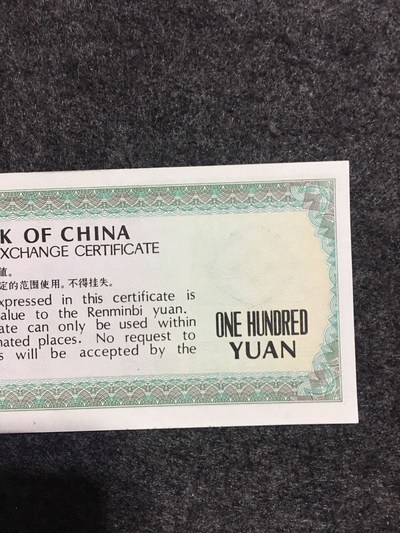 K OF CHINA
XCHANGE CERTIFICATE
值。
定的范围使用。不得挂失。
xpressed in this certificate is
alue to the Renminbi yuan.
ate can only be used within
nated places. No request to
s will be accepted by the
ONE HUNDRED
YUAN